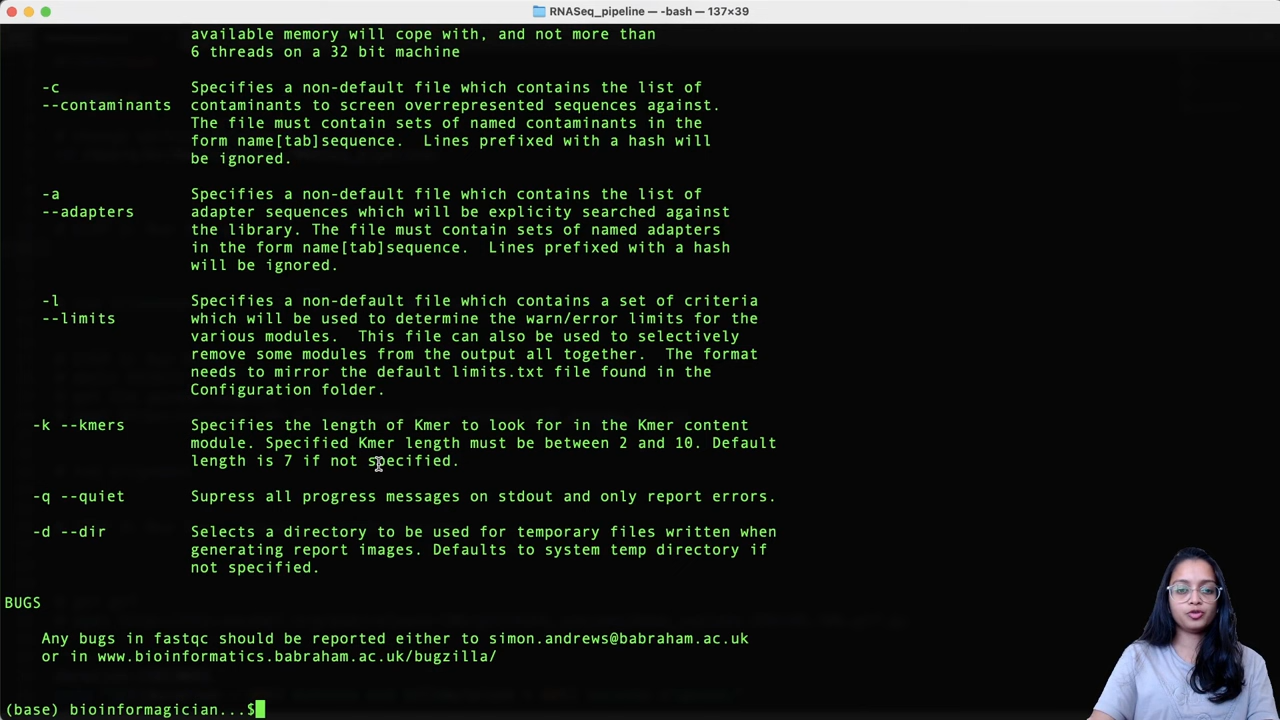 RNASeq_pipeline — -bash — 137×39
available memory will cope with, and not more than
6 threads on a 32 bit machine
-c Specifies a non-default file which contains the list of
--contaminants contaminants to screen overrepresented sequences against.
The file must contain sets of named contaminants in the
form name[tab]sequence. Lines prefixed with a hash will
be ignored.
-a Specifies a non-default file which contains the list of
--adapters adapter sequences which will be explicity searched against
the library. The file must contain sets of named adapters
in the form name[tab]sequence. Lines prefixed with a hash
will be ignored.
-l Specifies a non-default file which contains a set of criteria
--limits which will be used to determine the warn/error limits for the
various modules. This file can also be used to selectively
remove some modules from the output all together. The format
needs to mirror the default limits.txt file found in the
Configuration folder.
-k --kmers Specifies the length of Kmer to look for in the Kmer content
module. Specified Kmer length must be between 2 and 10. Default
length is 7 if not specified.
-q --quiet Supress all progress messages on stdout and only report errors.
-d --dir Selects a directory to be used for temporary files written when
generating report images. Defaults to system temp directory if
not specified.
BUGS
Any bugs in fastqc should be reported either to simon.andrews@babraham.ac.uk
or in www.bioinformatics.babraham.ac.uk/bugzilla/
(base) bioinformagician...$